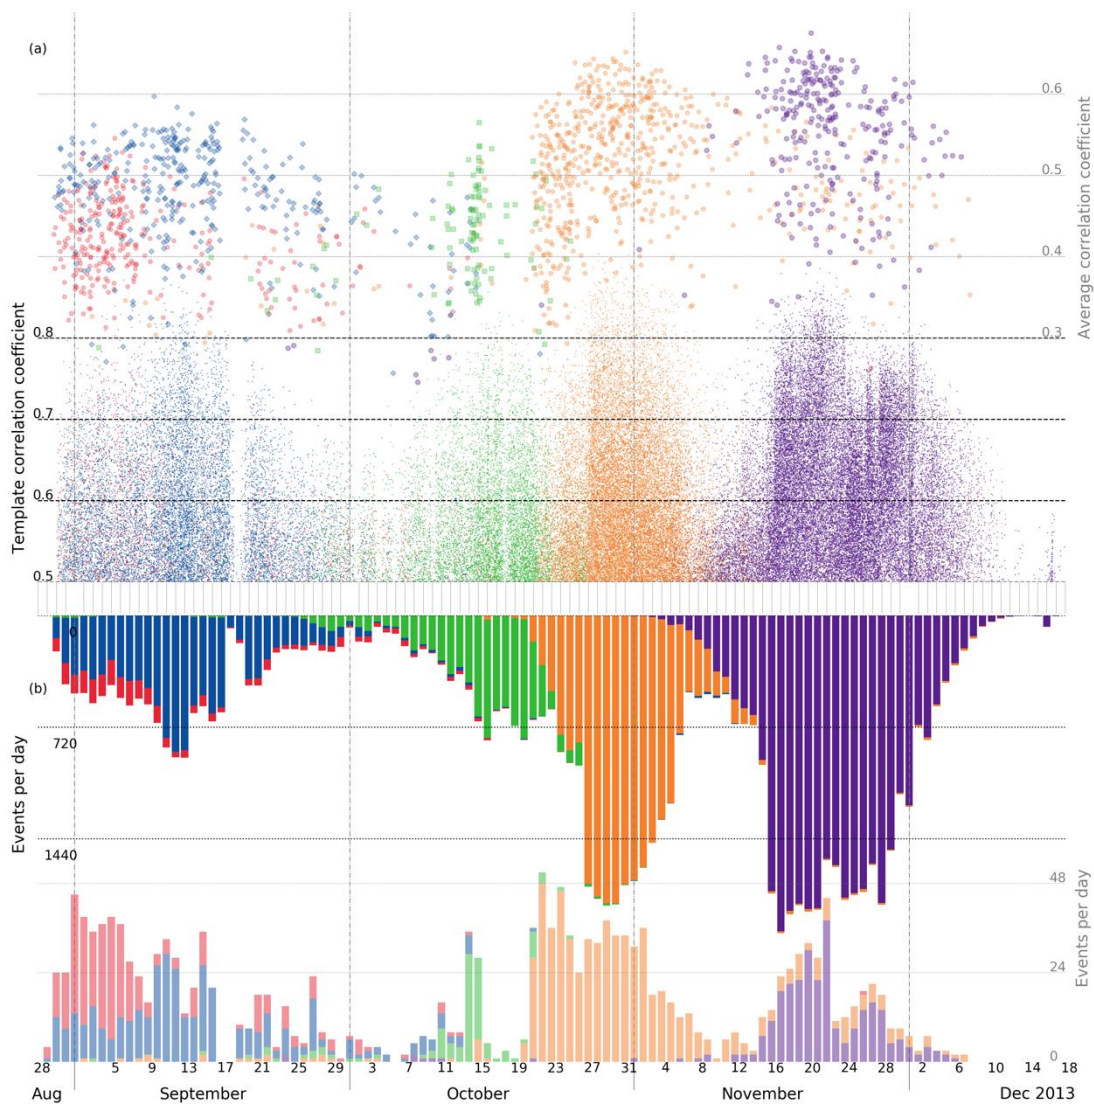 (a)
0.6
0.5
0.4
0.8
0.3
0.7
0.6
0.5
Template correlation coefficient
Average correlation coefficient
0
(b)
720
1440
48
24
0
Events per day
Events per day
28 5 9 13 17 21 25 29 3 7 11 15 19 23 27 31 4 8 12 16 20 24 28 2 6 10 14 18
Aug September October November Dec 2013